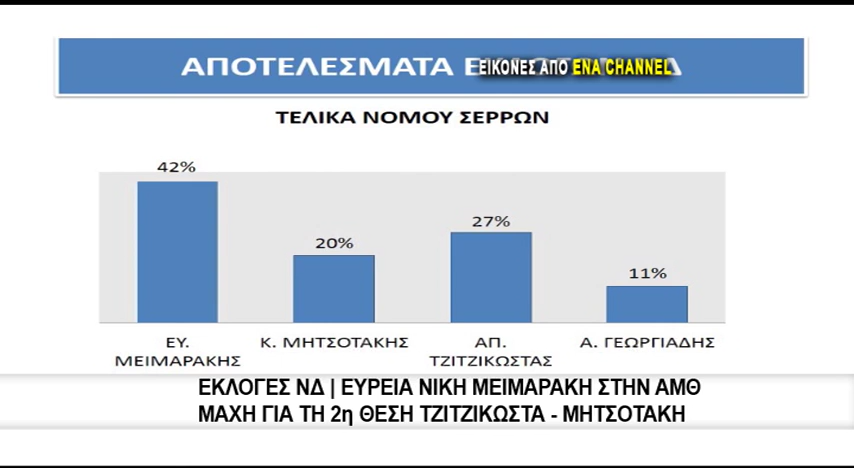 ΑΠΟΤΕΛΕΣΜΑΤΑ
ΕΙΚΟΝΕΣ ΑΠΟ ΕΝΑ CHANNEL
ΤΕΛΙΚΑ ΝΟΜΟΥ ΣΕΡΡΩΝ
42%
20%
27%
11%
ΕΥ. ΜΕΙΜΑΡΑΚΗΣ
Κ. ΜΗΤΣΟΤΑΚΗΣ
ΑΠ. ΤΖΙΤΖΙΚΩΣΤΑΣ
Α. ΓΕΩΡΓΙΑΔΗΣ
ΕΚΛΟΓΕΣ ΝΔ | ΕΥΡΕΙΑ ΝΙΚΗ ΜΕΙΜΑΡΑΚΗ ΣΤΗΝ ΑΜΘ
ΜΑΧΗ ΓΙΑ ΤΗ 2η ΘΕΣΗ ΤΖΙΤΖΙΚΩΣΤΑ - ΜΗΤΣΟΤΑΚΗ